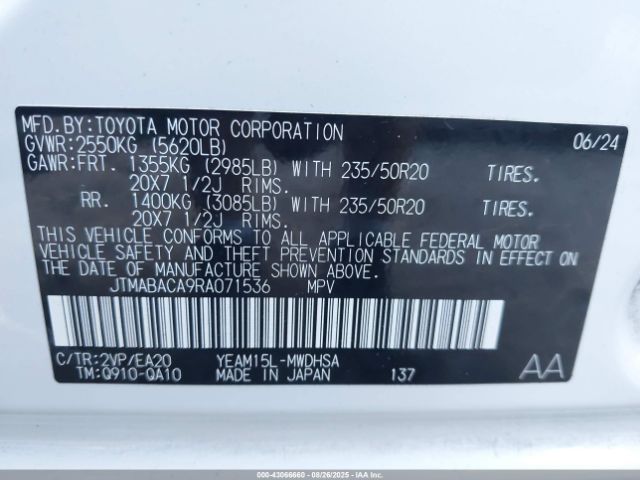 MFD.BY:TOYOTA MOTOR CORPORATION 06/24
GVWR:2550KG (5620LB)
GAWR:FRT. 1355KG (2985LB) WITH 235/50R20 TIRES.
20X7 1/2J RIMS.
RR. 1400KG (3085LB) WITH 235/50R20 TIRES.
20X7 1/2J RIMS.
THIS VEHICLE CONFORMS TO ALL APPLICABLE FEDERAL MOTOR
VEHICLE SAFETY AND THEFT PREVENTION STANDARDS IN
EFFECT ON THE DATE OF MANUFACTURE SHOWN ABOVE.
JTMABACA9RA071536 MPV
C/TR:2VP/EA20 YEAM15L-MWDHSA AA
TM:Q910-QA10 MADE IN JAPAN 137
000-43066660 - 08/26/2025 - IAAI.COM